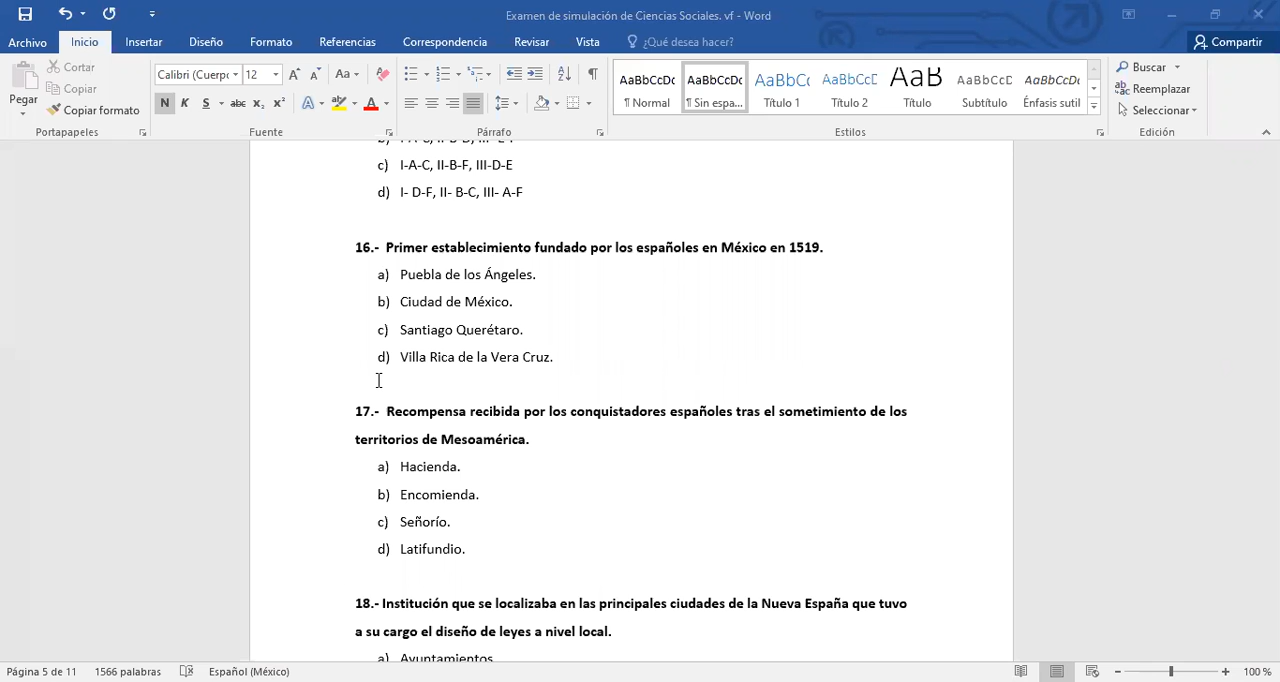 Examen de simulación de Ciencias Sociales. vf - Word
Archivo Inicio Insertar Diseño Formato Referencias Correspondencia Revisar Vista ¿Qué desea hacer? Compartir
Pegar
Cortar
Copiar
Copiar formato
Portapapeles
Calibri (Cuerpo 12
Aa
N K S abc x₂ x² A A
Fuente
Párrafo
AaBbCcDc AaBbCcDc AaBbCc AaBbCcD AaB AaBbCcD AaBbCcDc
¶ Normal ¶ Sin espa... Título 1 Título 2 Título Subtítulo Énfasis sutil
Estilos
Buscar
Reemplazar
Seleccionar
Edición
c) I-A-C, II-B-F, III-D-E
d) I- D-F, II- B-C, III- A-F
16.- Primer establecimiento fundado por los españoles en México en 1519.
a) Puebla de los Ángeles.
b) Ciudad de México.
c) Santiago Querétaro.
d) Villa Rica de la Vera Cruz.
17.- Recompensa recibida por los conquistadores españoles tras el sometimiento de los
territorios de Mesoamérica.
a) Hacienda.
b) Encomienda.
c) Señorío.
d) Latifundio.
18.- Institución que se localizaba en las principales ciudades de la Nueva España que tuvo
a su cargo el diseño de leyes a nivel local.
a) Ayuntamientos
Página 5 de 11 1566 palabras Español (México) 100 %